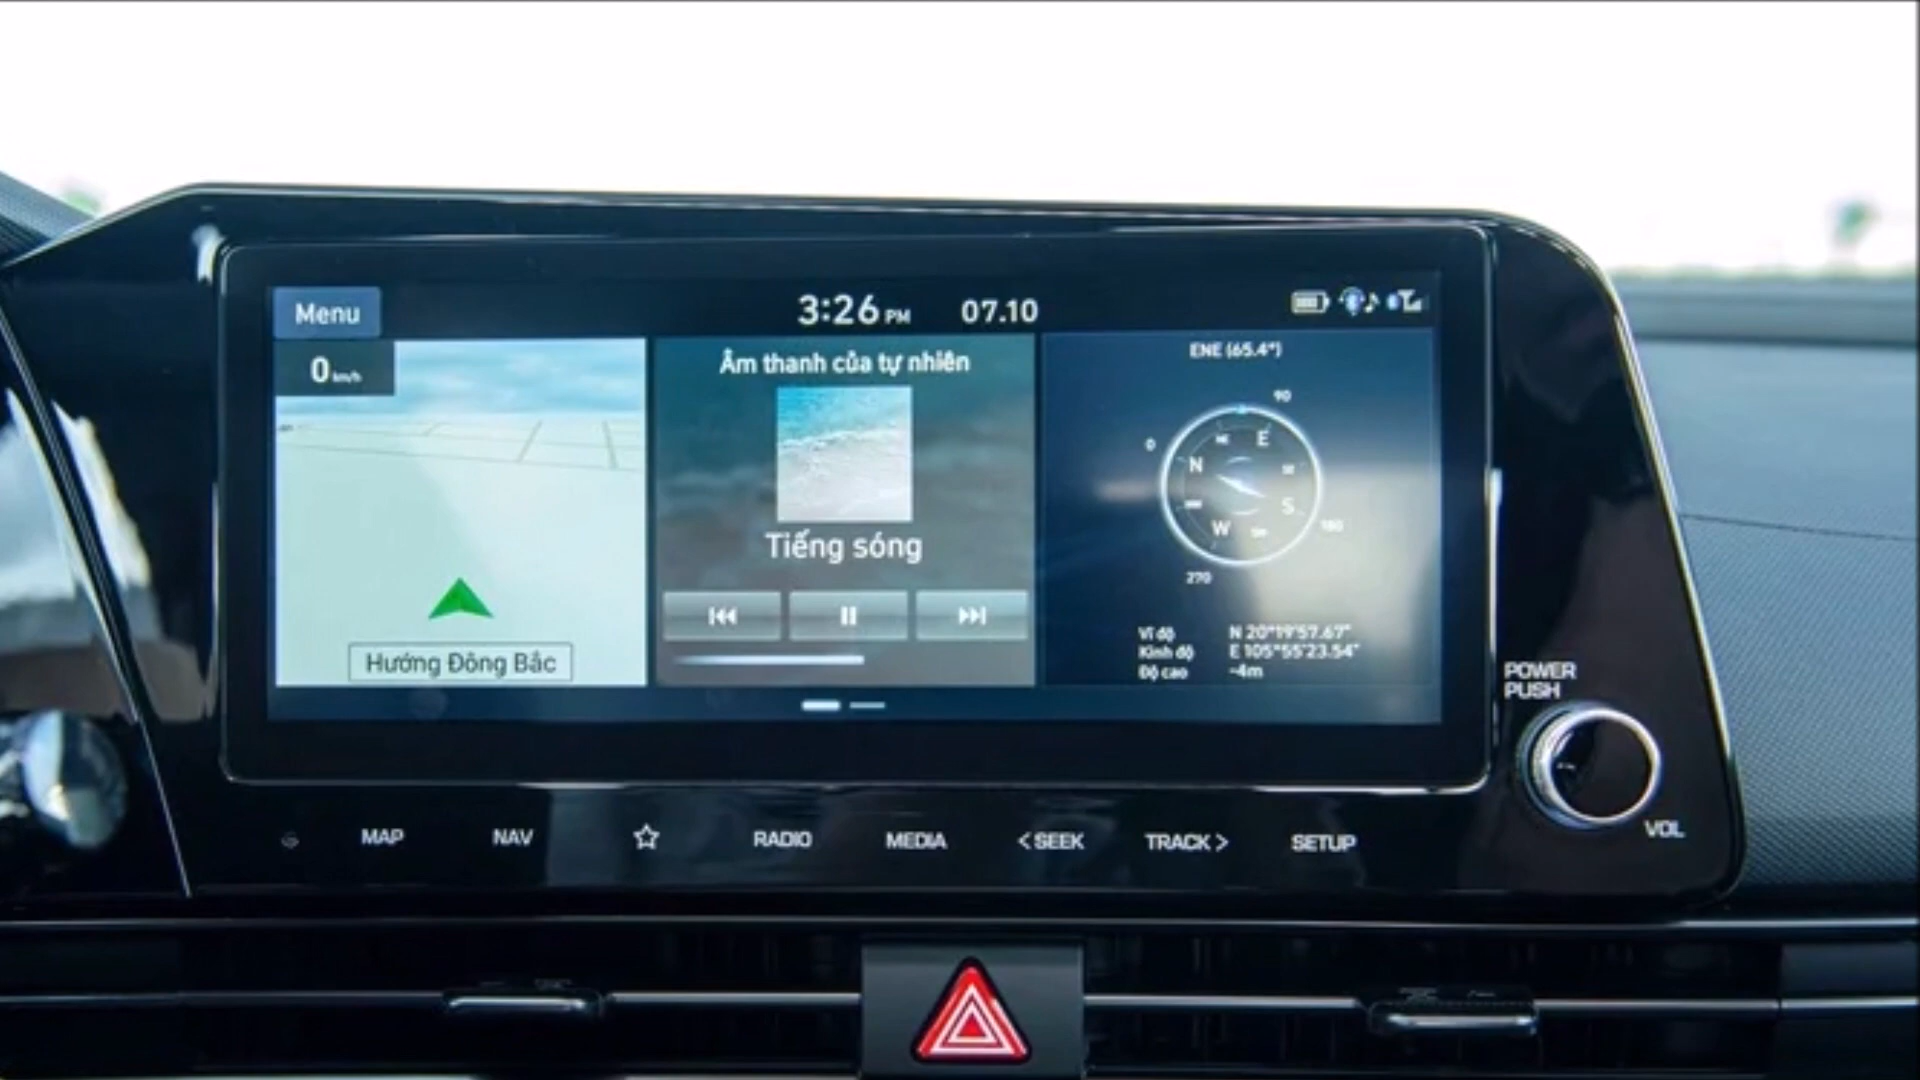 Menu
3:26 PM 07.10
0 km/h
Hướng Đông Bắc
Âm thanh của tự nhiên
Tiếng sóng
ENE (65.4°)
90
0
E
N
S
W
180
270
Vĩ độ N 20°19'57.67"
Kinh độ E 105°55'23.54"
Độ cao -4m
POWER
PUSH
VOL
MAP NAV RADIO MEDIA < SEEK TRACK > SETUP